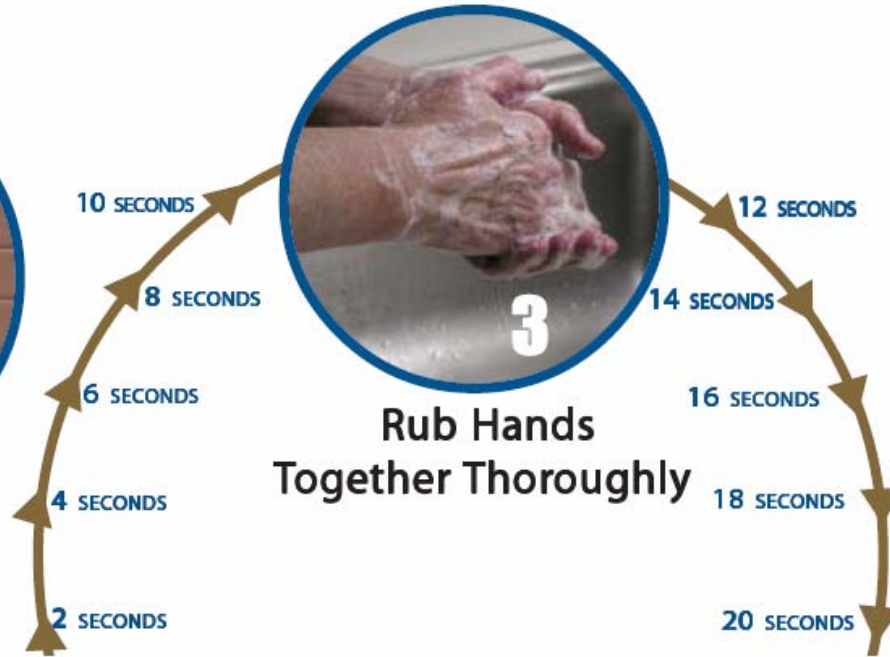 10 SECONDS
12 SECONDS
8 SECONDS
14 SECONDS
3
6 SECONDS
16 SECONDS
Rub Hands
Together Thoroughly
4 SECONDS
18 SECONDS
2 SECONDS
20 SECONDS